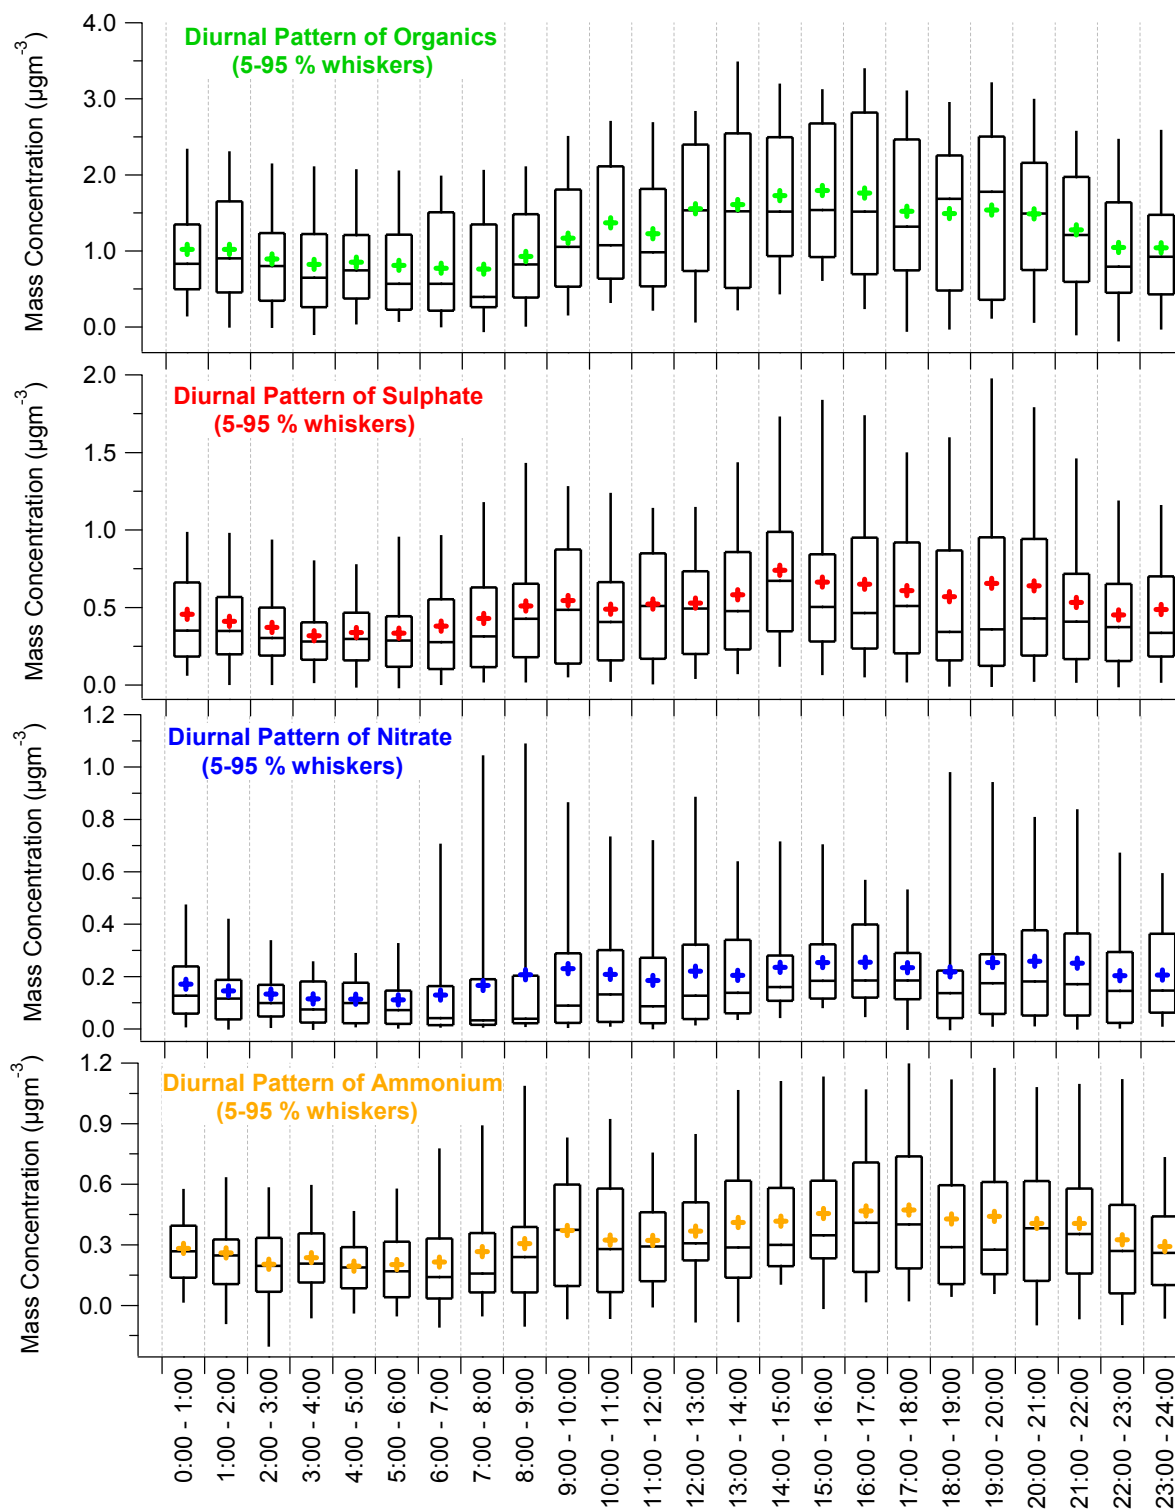 Mass Concentration (µgm-3)
4.0
3.0
2.0
1.0
0.0
Diurnal Pattern of Organics
(5-95 % whiskers)
Mass Concentration (µgm-3)
2.0
1.5
1.0
0.5
0.0
Diurnal Pattern of Sulphate
(5-95 % whiskers)
Mass Concentration (µgm-3)
1.2
1.0
0.8
0.6
0.4
0.2
0.0
Diurnal Pattern of Nitrate
(5-95 % whiskers)
Mass Concentration (µgm-3)
1.2
0.9
0.6
0.3
0.0
Diurnal Pattern of Ammonium
(5-95 % whiskers)
0:00 - 1:00
1:00 - 2:00
2:00 - 3:00
3:00 - 4:00
4:00 - 5:00
5:00 - 6:00
6:00 - 7:00
7:00 - 8:00
8:00 - 9:00
9:00 - 10:00
10:00 - 11:00
11:00 - 12:00
12:00 - 13:00
13:00 - 14:00
14:00 - 15:00
15:00 - 16:00
16:00 - 17:00
17:00 - 18:00
18:00 - 19:00
19:00 - 20:00
20:00 - 21:00
21:00 - 22:00
22:00 - 23:00
23:00 - 24:00